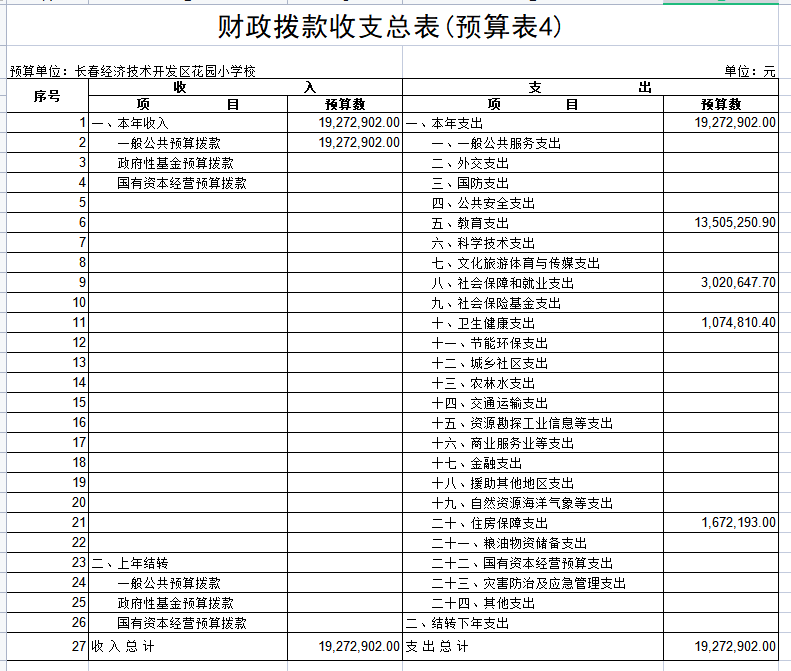 财政拨款收支总表(预算表4)
预算单位：长春经济技术开发区花园小学校 单位：元
序号 收 入 支 出
项 目 预算数 项 目 预算数
1 一、本年收入 19,272,902.00 一、本年支出 19,272,902.00
2 一般公共预算拨款 19,272,902.00 一、一般公共服务支出
3 政府性基金预算拨款 二、外交支出
4 国有资本经营预算拨款 三、国防支出
5 四、公共安全支出
6 五、教育支出 13,505,250.90
7 六、科学技术支出
8 七、文化旅游体育与传媒支出
9 八、社会保障和就业支出 3,020,647.70
10 九、社会保险基金支出
11 十、卫生健康支出 1,074,810.40
12 十一、节能环保支出
13 十二、城乡社区支出
14 十三、农林水支出
15 十四、交通运输支出
16 十五、资源勘探工业信息等支出
17 十六、商业服务业等支出
18 十七、金融支出
19 十八、援助其他地区支出
20 十九、自然资源海洋气象等支出
21 二十、住房保障支出 1,672,193.00
22 二十一、粮油物资储备支出
23 二、上年结转 二十二、国有资本经营预算支出
24 一般公共预算拨款 二十三、灾害防治及应急管理支出
25 政府性基金预算拨款 二十四、其他支出
26 国有资本经营预算拨款 二、结转下年支出
27 收 入 总 计 19,272,902.00 支 出 总 计 19,272,902.00